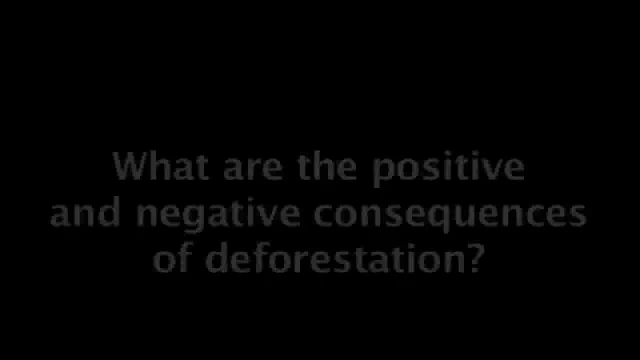 What are the positive
and negative consequences
of deforestation?